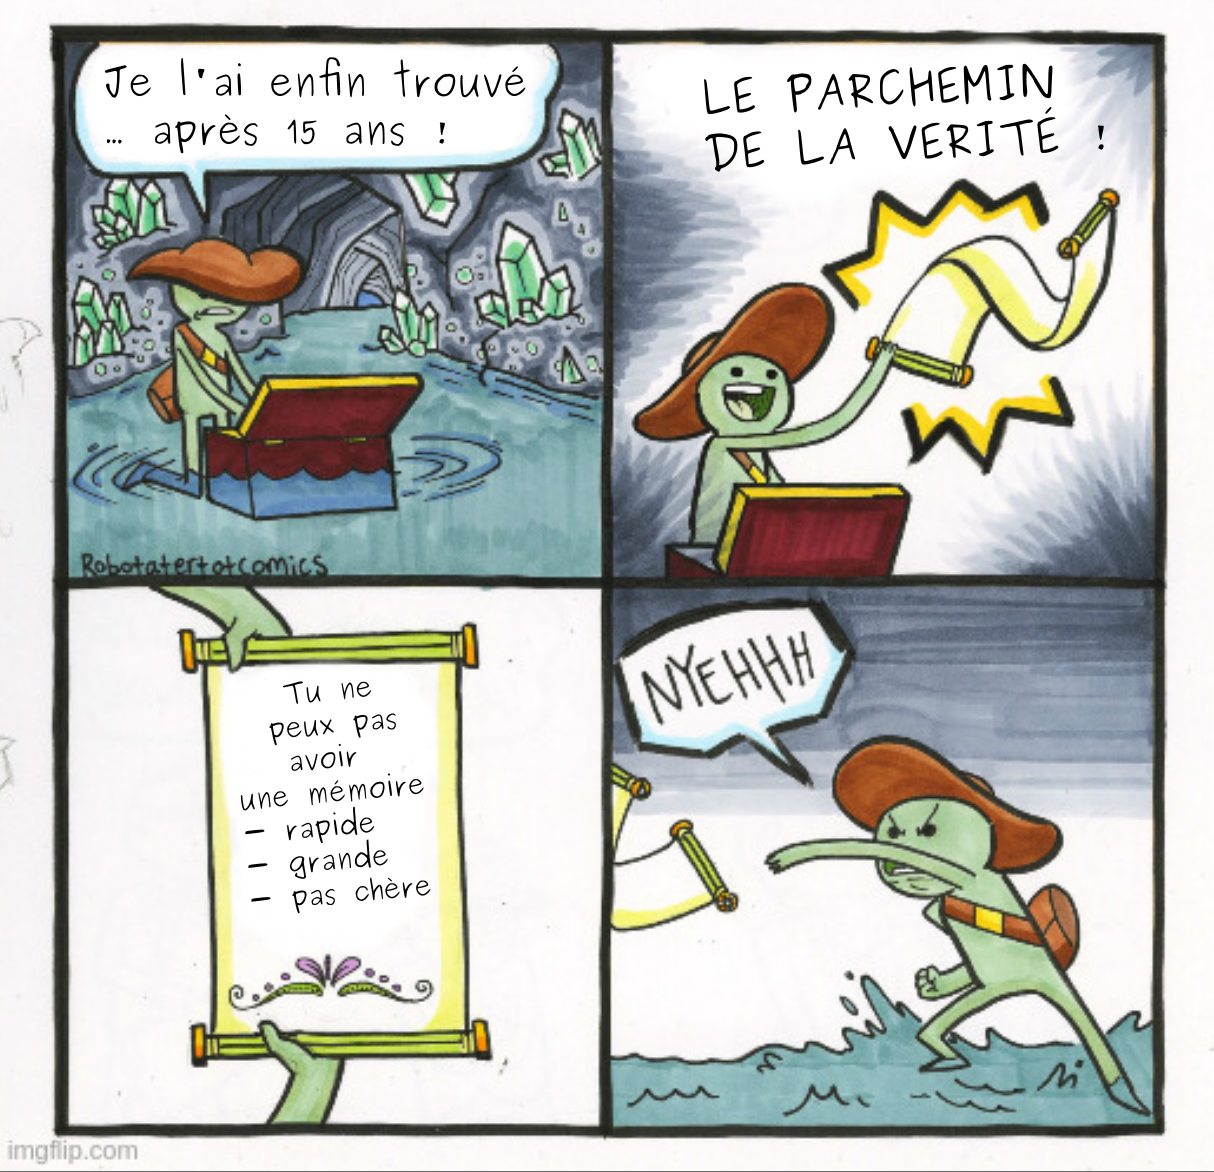 Je l'ai enfin trouvé
... après 15 ans !
LE PARCHEMIN
DE LA VERITÉ !
Robotatertotcomics
Tu ne
peux pas
avoir
une mémoire
- rapide
- grande
- pas chère
NYEHHH
imgflip.com